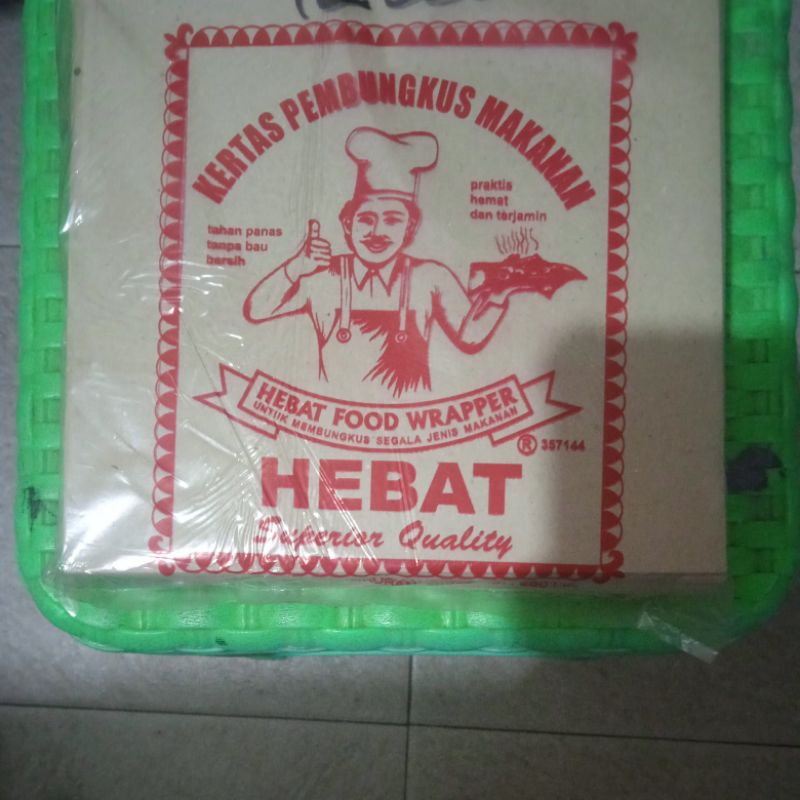 KERTAS PEMBUNGKUS MAKANAN
praktis
hemat
dan terjamin
tahan panas
tanpa bau
bersih
HEBAT FOOD WRAPPER
UNTUK MEMBUNGKUS SEGALA JENIS MAKANAN
® 357144
HEBAT
Superior Quality